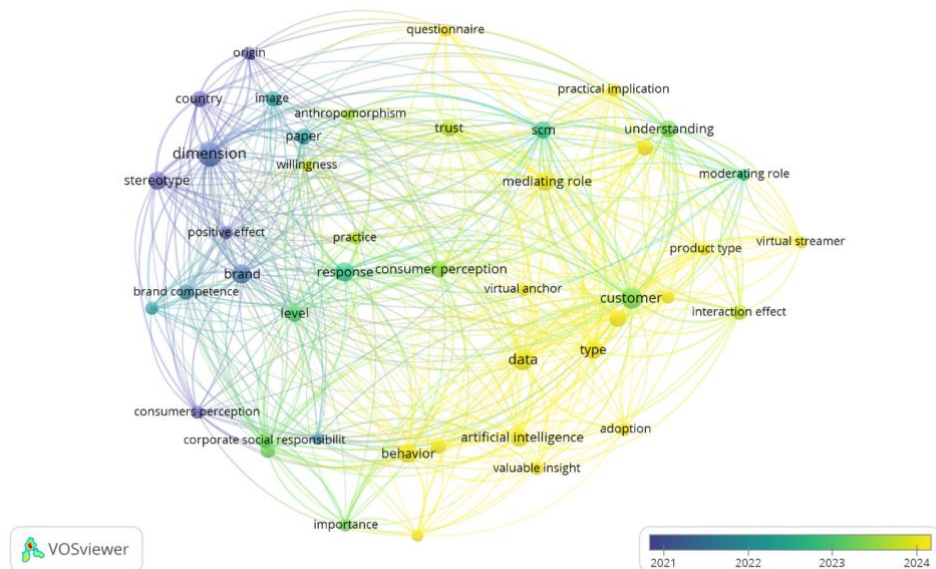 questionnaire
origin
practical implication
country
image
anthropomorphism
trust
scm
understanding
paper
dimension
willingness
moderating role
stereotype
mediating role
positive effect
practice
product type
virtual streamer
brand
response
consumer perception
brand competence
virtual anchor
customer
level
interaction effect
data
type
consumers perception
corporate social responsibilit
artificial intelligence
adoption
behavior
valuable insight
importance
VOSviewer
2021 2022 2023 2024